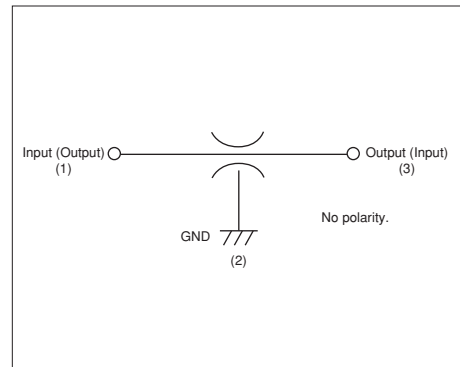 Input (Output)
(1)
Output (Input)
(3)
No polarity.
GND
(2)